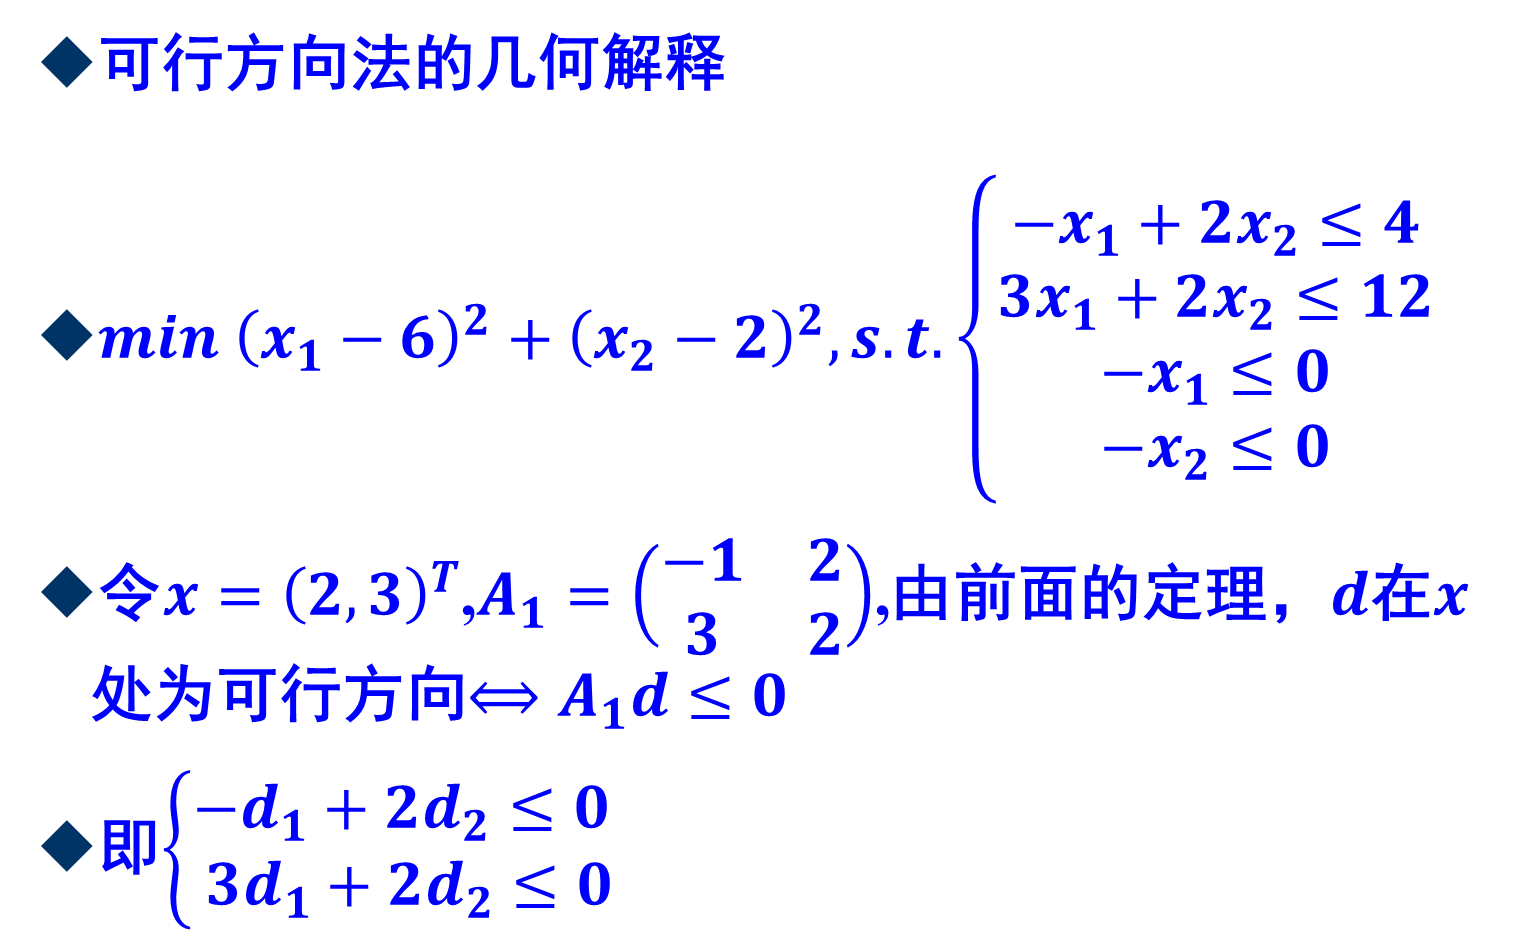 ◆可行方向法的几何解释
◆min (x₁ − 6)² + (x₂ − 2)², s.t. { −x₁ + 2x₂ ≤ 4
3x₁ + 2x₂ ≤ 12
−x₁ ≤ 0
−x₂ ≤ 0
◆令x = (2, 3)ᵀ,A₁ = (−1 2
3 2),由前面的定理，d在x
处为可行方向⟺ A₁d ≤ 0
◆即{ −d₁ + 2d₂ ≤ 0
3d₁ + 2d₂ ≤ 0